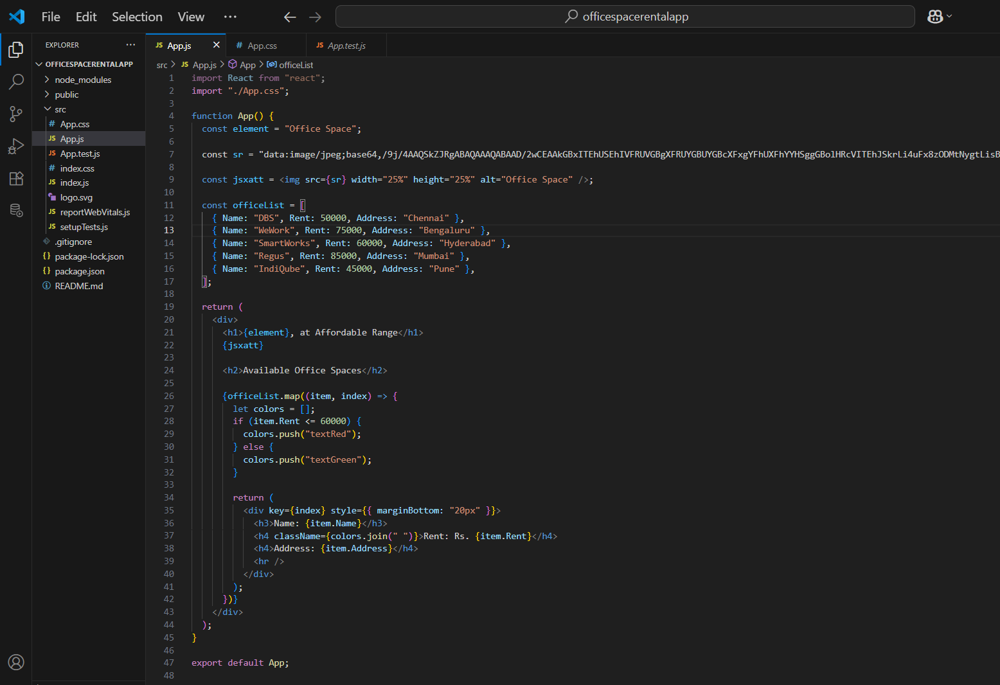 File Edit Selection View ··· officespacerentalapp
EXPLORER ···
OFFICESPACERENTALAPP
node_modules
public
src
# App.css
JS App.js
JS App.test.js
# index.css
JS index.js
logo.svg
JS reportWebVitals.js
JS setupTests.js
.gitignore
{} package-lock.json
{} package.json
README.md
JS App.js # App.css JS App.test.js
src > JS App.js > App > officeList
1 import React from "react";
2 import "./App.css";
3
4 function App() {
5 const element = "Office Space";
6
7 const sr = "data:image/jpeg;base64,/9j/4AAQSkZJRgABAQAAAQABAAD/2wCEAAkGBxITEhUSEhIVFRUVGBgXFRUYGBUYGBcXFxgYFhUXFhYYHSggGBolHRcVITEhJSkrLi4uFx8zODMtNygtLisB
8
9 const jsxatt = <img src={sr} width="25%" height="25%" alt="Office Space" />;
10
11 const officeList = [
12 { Name: "DBS", Rent: 50000, Address: "Chennai" },
13 { Name: "WeWork", Rent: 75000, Address: "Bengaluru" },
14 { Name: "SmartWorks", Rent: 60000, Address: "Hyderabad" },
15 { Name: "Regus", Rent: 85000, Address: "Mumbai" },
16 { Name: "IndiQube", Rent: 45000, Address: "Pune" },
17 ];
18
19 return (
20 <div>
21 <h1>{element}, at Affordable Range</h1>
22 {jsxatt}
23
24 <h2>Available Office Spaces</h2>
25
26 {officeList.map((item, index) => {
27 let colors = [];
28 if (item.Rent <= 60000) {
29 colors.push("textRed");
30 } else {
31 colors.push("textGreen");
32 }
33
34 return (
35 <div key={index} style={{ marginBottom: "20px" }}>
36 <h3>Name: {item.Name}</h3>
37 <h4 className={colors.join(" ")}>Rent: Rs. {item.Rent}</h4>
38 <h4>Address: {item.Address}</h4>
39 <hr />
40 </div>
41 );
42 })}
43 </div>
44 );
45 }
46
47 export default App;
48